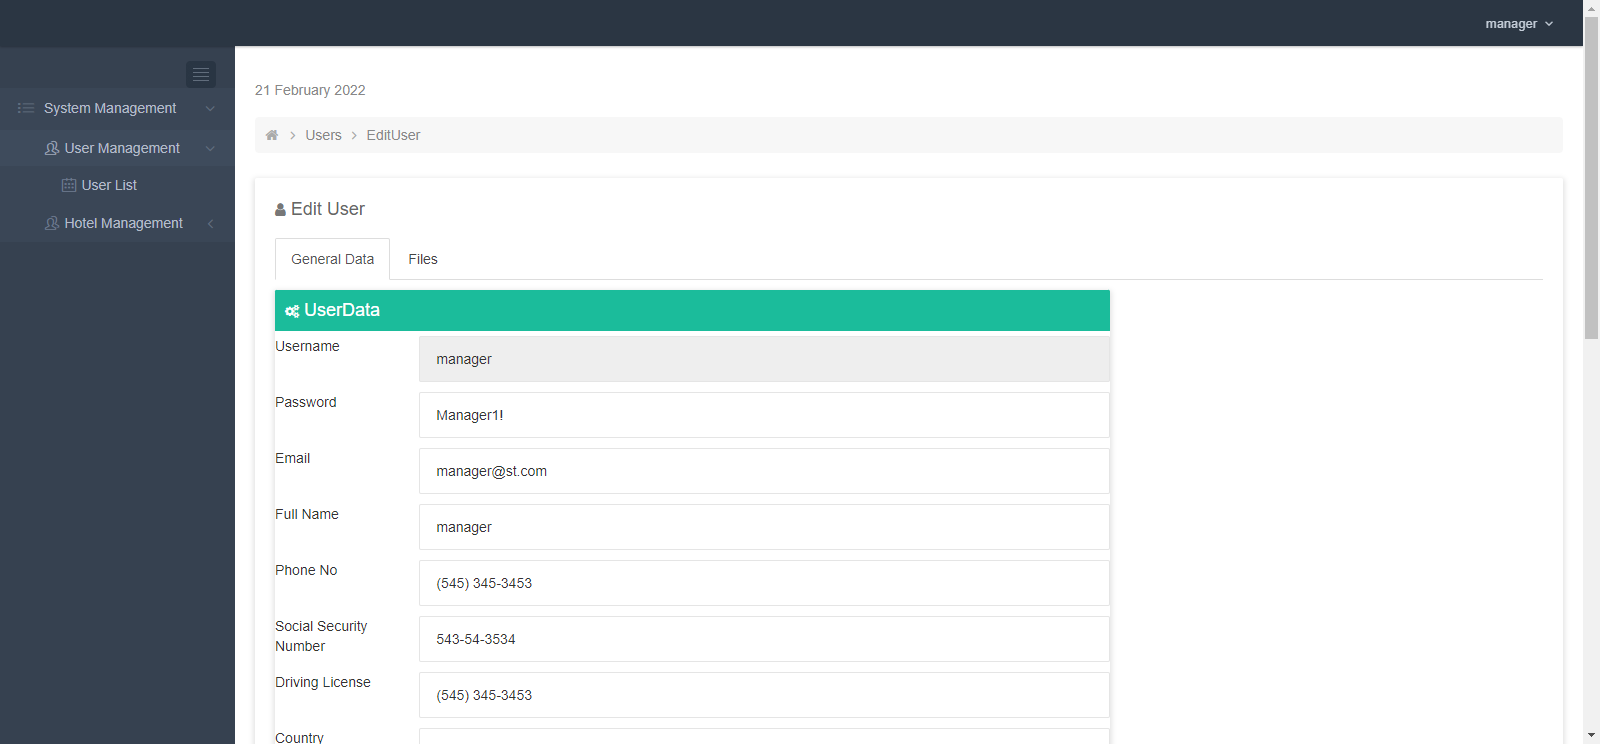 manager
System Management
User Management
User List
Hotel Management
21 February 2022
Users
EditUser
Edit User
General Data
Files
UserData
Username
manager
Password
Manager1!
Email
manager@st.com
Full Name
manager
Phone No
(545) 345-3453
Social Security
Number
543-54-3534
Driving License
(545) 345-3453
Country